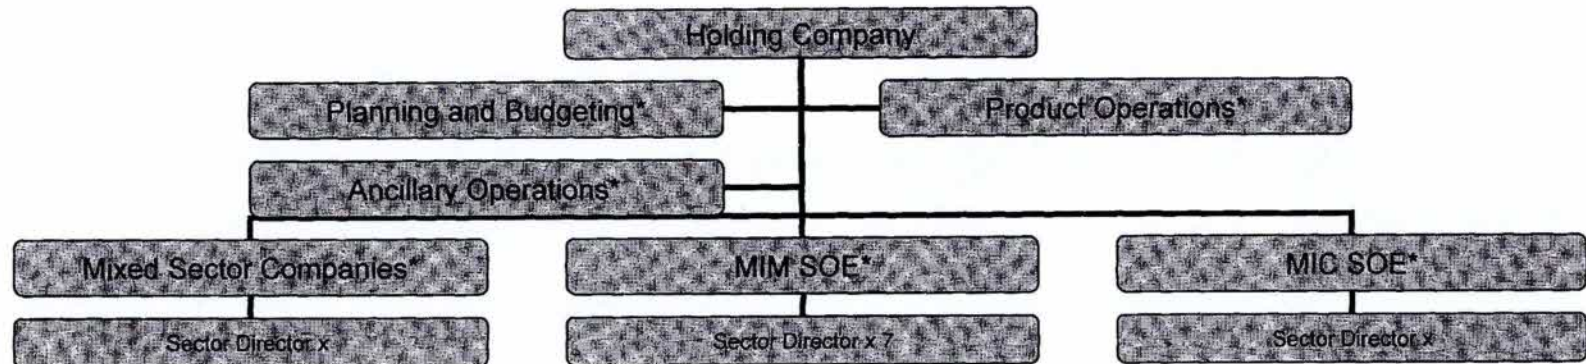 Holding Company
Planning and Budgeting*
Product Operations*
Ancillary Operations*
Mixed Sector Companies*
MIM SOE*
MIC SOE*
Sector Director x
Sector Director x 7
Sector Director x